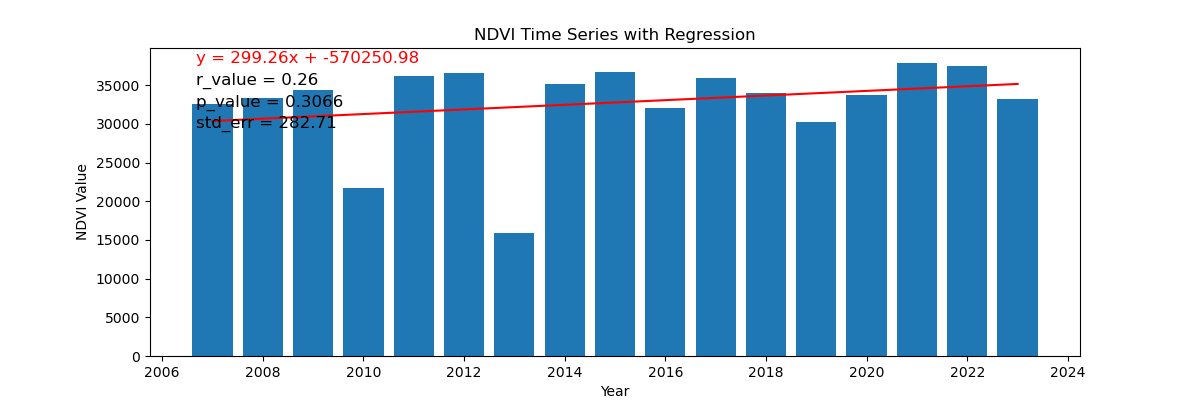 NDVI Time Series with Regression
y = 299.26x + -570250.98
r_value = 0.26
p_value = 0.3066
std_err = 282.71
NDVI Value
35000
30000
25000
20000
15000
10000
5000
0
2006 2008 2010 2012 2014 2016 2018 2020 2022 2024
Year